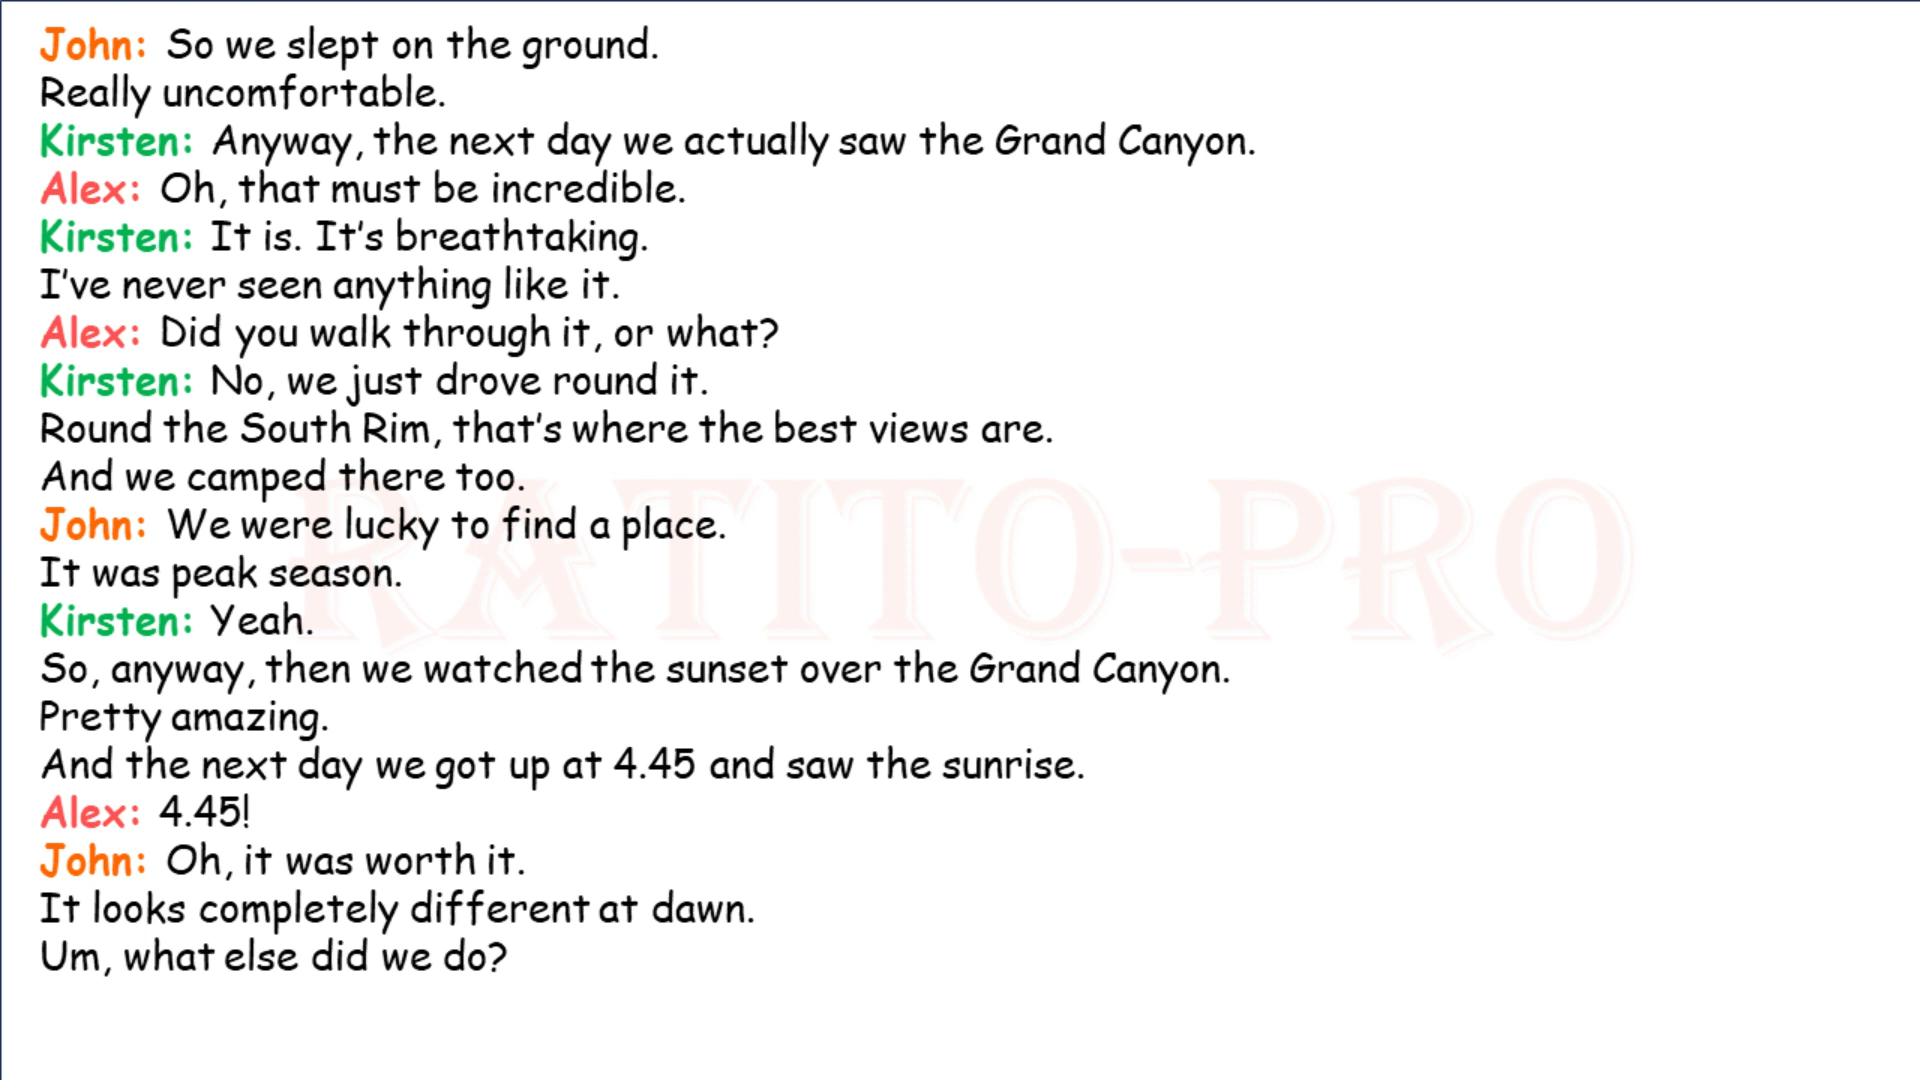 John: So we slept on the ground.
Really uncomfortable.
Kirsten: Anyway, the next day we actually saw the Grand Canyon.
Alex: Oh, that must be incredible.
Kirsten: It is. It's breathtaking.
I've never seen anything like it.
Alex: Did you walk through it, or what?
Kirsten: No, we just drove round it.
Round the South Rim, that's where the best views are.
And we camped there too.
John: We were lucky to find a place.
It was peak season.
RATITO-PRO
Kirsten: Yeah.
So, anyway, then we watched the sunset over the Grand Canyon.
Pretty amazing.
And the next day we got up at 4.45 and saw the sunrise.
Alex: 4.45!
John: Oh, it was worth it.
It looks completely different at dawn.
Um, what else did we do?